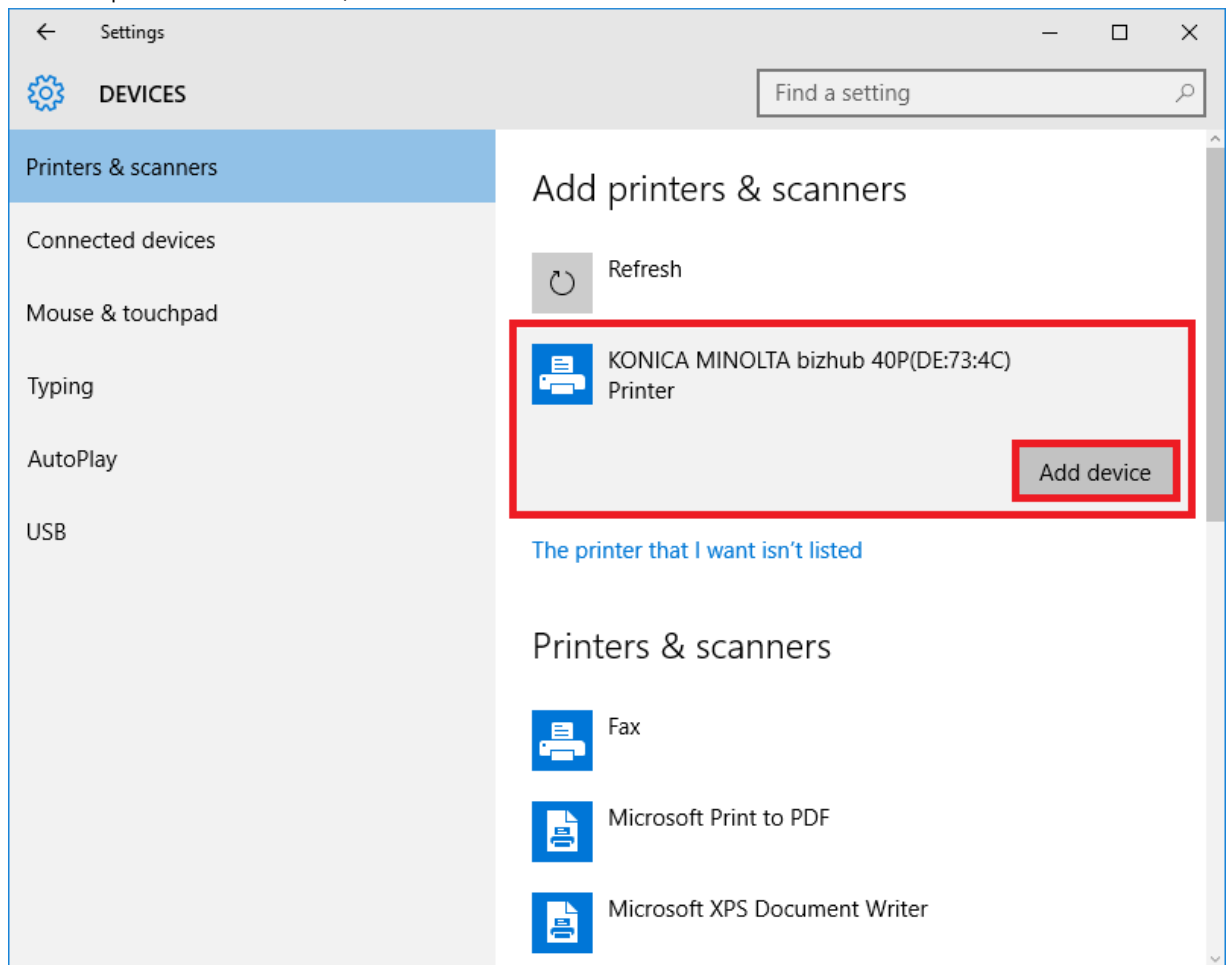 Settings
DEVICES
Find a setting
Printers & scanners
Connected devices
Mouse & touchpad
Typing
AutoPlay
USB
Add printers & scanners
Refresh
KONICA MINOLTA bizhub 40P(DE:73:4C)
Printer
Add device
The printer that I want isn't listed
Printers & scanners
Fax
Microsoft Print to PDF
Microsoft XPS Document Writer